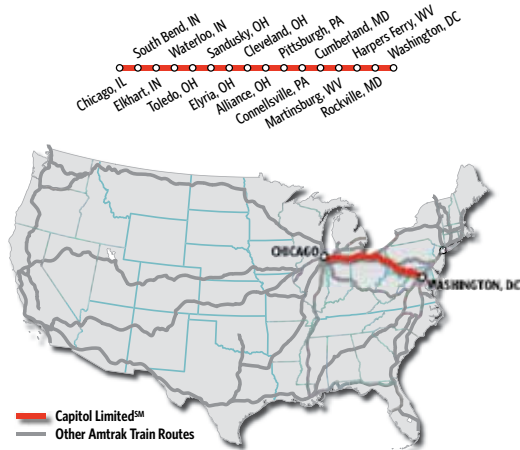 South Bend, IN
Waterloo, IN
Sandusky, OH
Cleveland, OH
Pittsburg, PA
Cumberland, MD
Harpers Ferry, WV
Washington, DC
Chicago, IL
Elkhart, IN
Toledo, OH
Elyria, OH
Alliance, OH
Connellsville, PA
Martinsburg, WV
Rockville, MD
CHICAGO
WASHINGTON, DC
Capitol Limited℠
Other Amtrak Train Routes